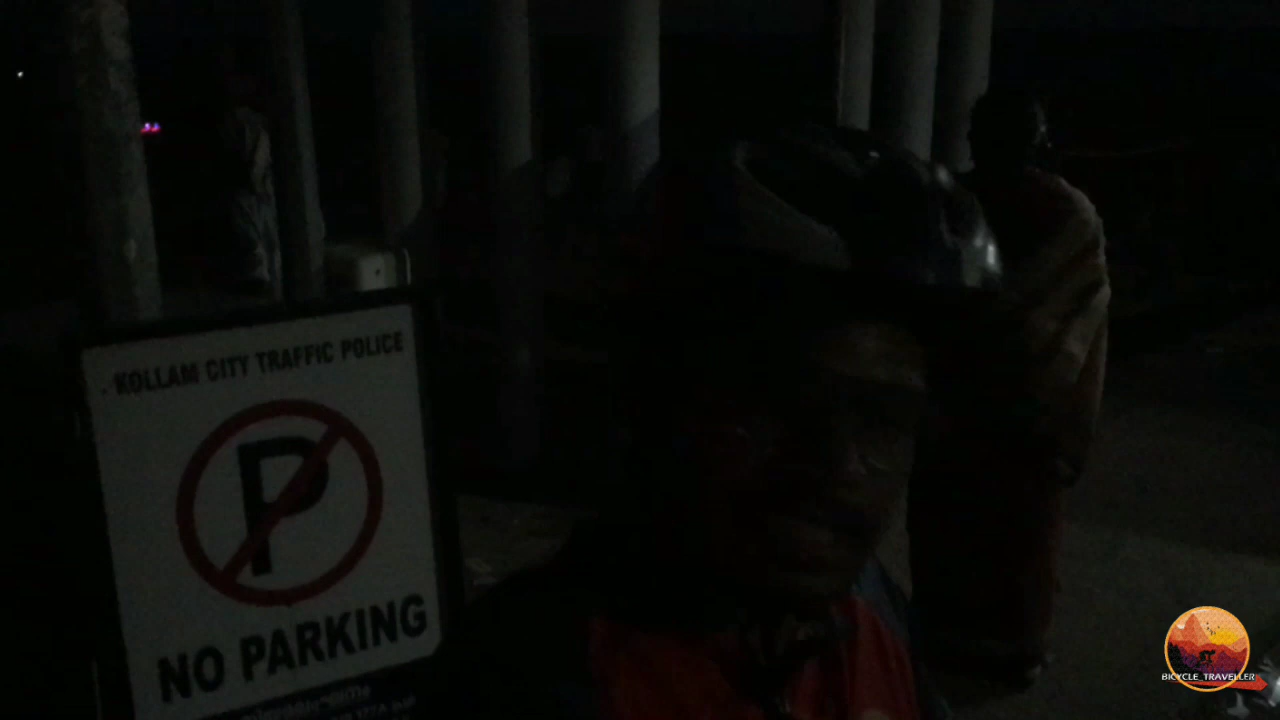 KOLLAM CITY TRAFFIC POLICE
P
NO PARKING
BICYCLE_TRAVELLER